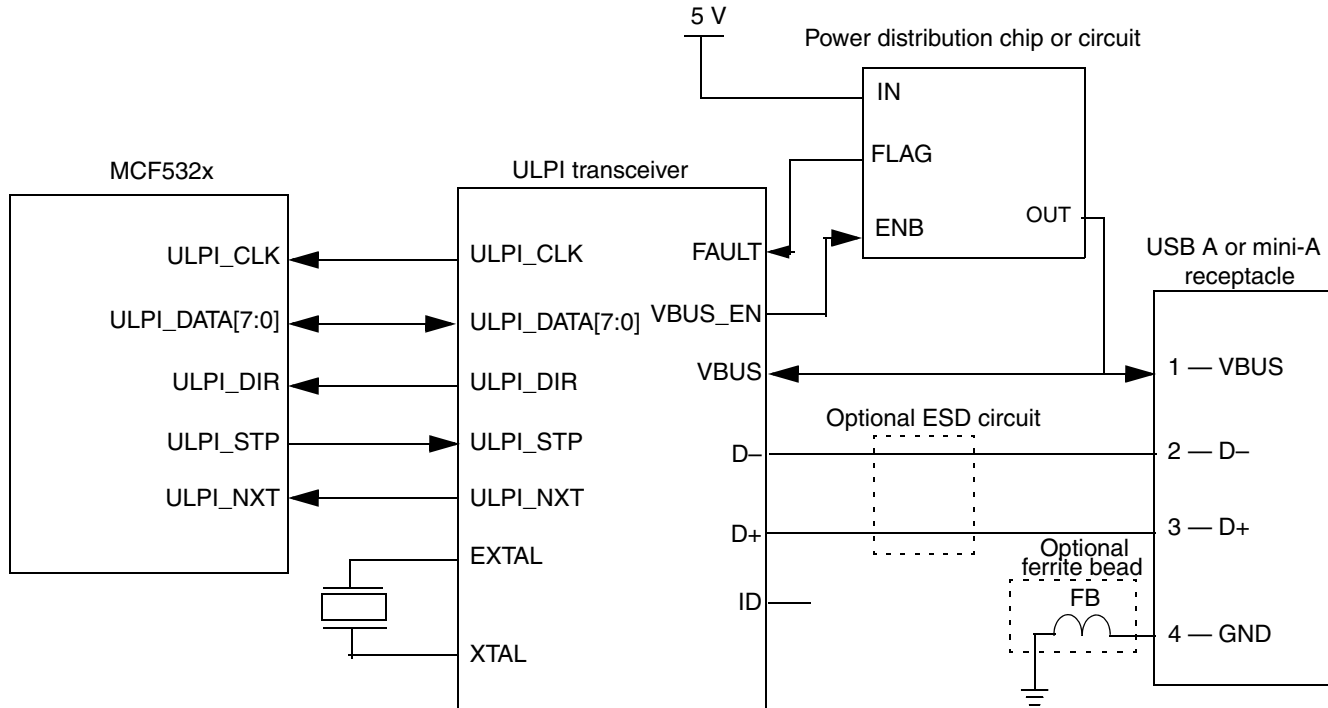 5 V
Power distribution chip or circuit
IN
FLAG
ENB
OUT
MCF532x
ULPI_CLK
ULPI_DATA[7:0]
ULPI_DIR
ULPI_STP
ULPI_NXT
ULPI transceiver
ULPI_CLK
ULPI_DATA[7:0]
ULPI_DIR
ULPI_STP
ULPI_NXT
EXTAL
XTAL
FAULT
VBUS_EN
VBUS
D–
D+
ID
Optional ESD circuit
Optional
ferrite bead
FB
USB A or mini-A
receptacle
1 — VBUS
2 — D–
3 — D+
4 — GND